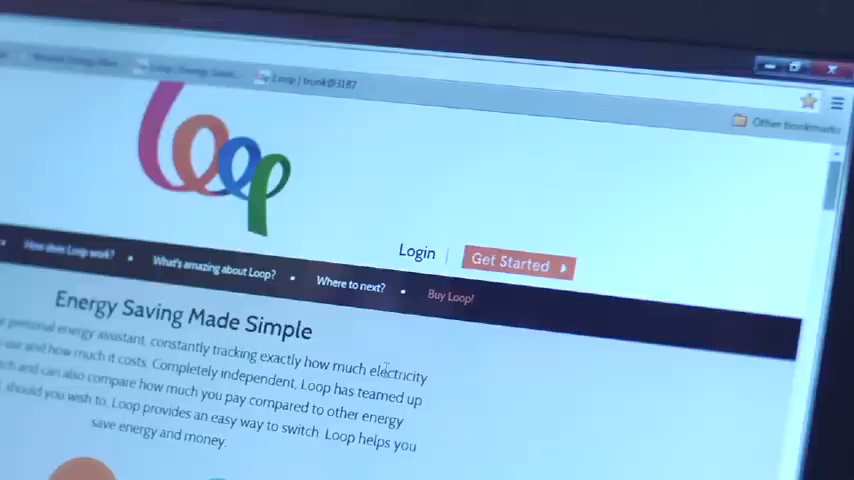 Loop | trunk@3187
Other bookmarks
loop
Login | Get Started
How does Loop work? • What's amazing about Loop? • Where to next? • Buy Loop!
Energy Saving Made Simple
personal energy assistant, constantly tracking exactly how much electricity
use and how much it costs. Completely independent, Loop has teamed up
and can also compare how much you pay compared to other energy
should you wish to, Loop provides an easy way to switch. Loop helps you
save energy and money.